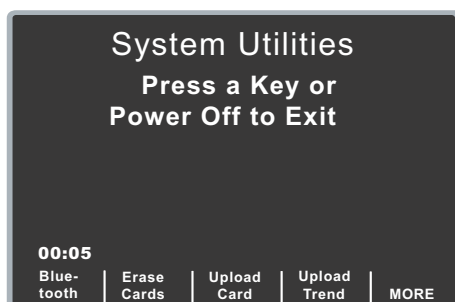 System Utilities
Press a Key or
Power Off to Exit
00:05
Blue- Erase Upload Upload
tooth Cards Card Trend MORE